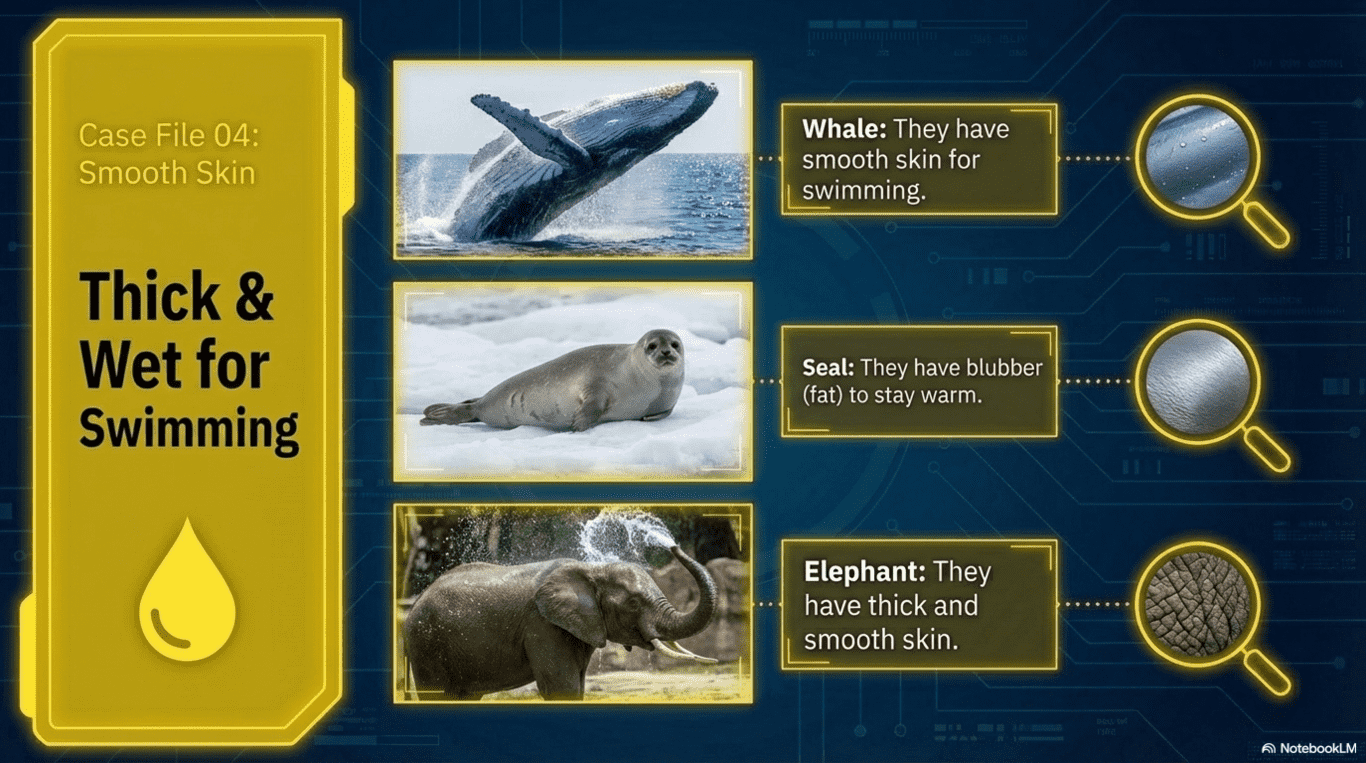 Case File 04:
Smooth Skin
Thick &
Wet for
Swimming
Whale: They have
smooth skin for
swimming.
Seal: They have blubber
(fat) to stay warm.
Elephant: They
have thick and
smooth skin.
NotebookLM